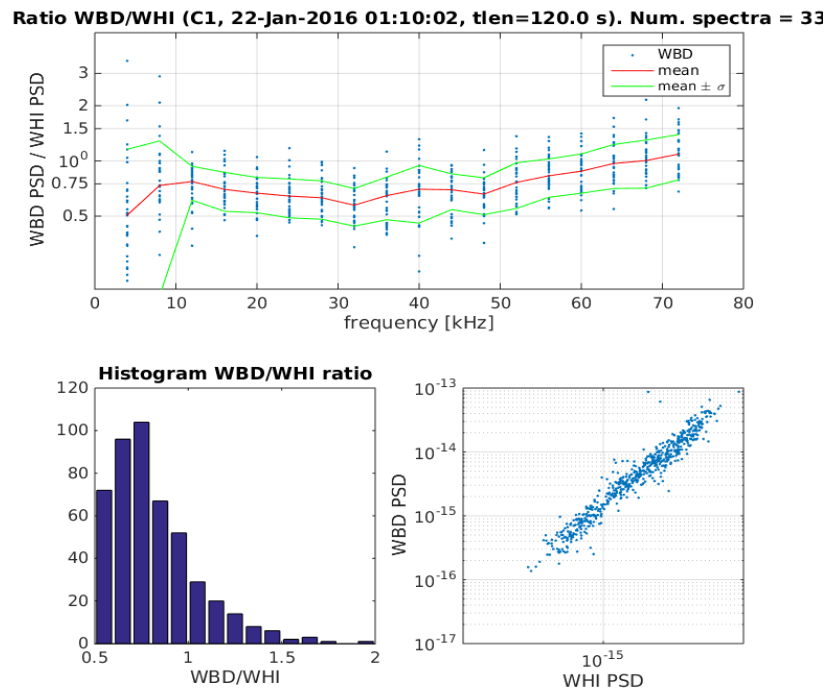 Ratio WBD/WHI (C1, 22-Jan-2016 01:10:02, tlen=120.0 s). Num. spectra = 33
WBD
mean
mean ± σ
WBD PSD / WHI PSD
3
2
1.5
10⁰
0.75
0.5
0 10 20 30 40 50 60 70 80
frequency [kHz]
Histogram WBD/WHI ratio
120
100
80
60
40
20
0
0.5 1 1.5 2
WBD/WHI
WBD PSD
10⁻¹³
10⁻¹⁴
10⁻¹⁵
10⁻¹⁶
10⁻¹⁷
10⁻¹⁵
WHI PSD